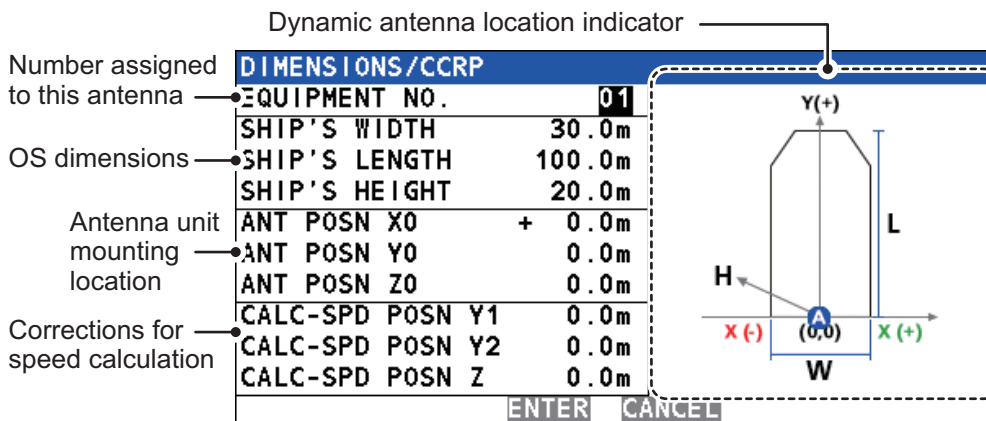 Dynamic antenna location indicator
Number assigned
to this antenna
DIMENSIONS/CCRP
EQUIPMENT NO. 01
SHIP'S WIDTH 30.0m
OS dimensions
SHIP'S LENGTH 100.0m
SHIP'S HEIGHT 20.0m
Antenna unit
mounting
location
ANT POSN X0 + 0.0m
ANT POSN Y0 0.0m
ANT POSN Z0 0.0m
Corrections for
speed calculation
CALC-SPD POSN Y1 0.0m
CALC-SPD POSN Y2 0.0m
CALC-SPD POSN Z 0.0m
ENTER CANCEL
Y(+)
L
H
A
X (-) (0,0) X (+)
W